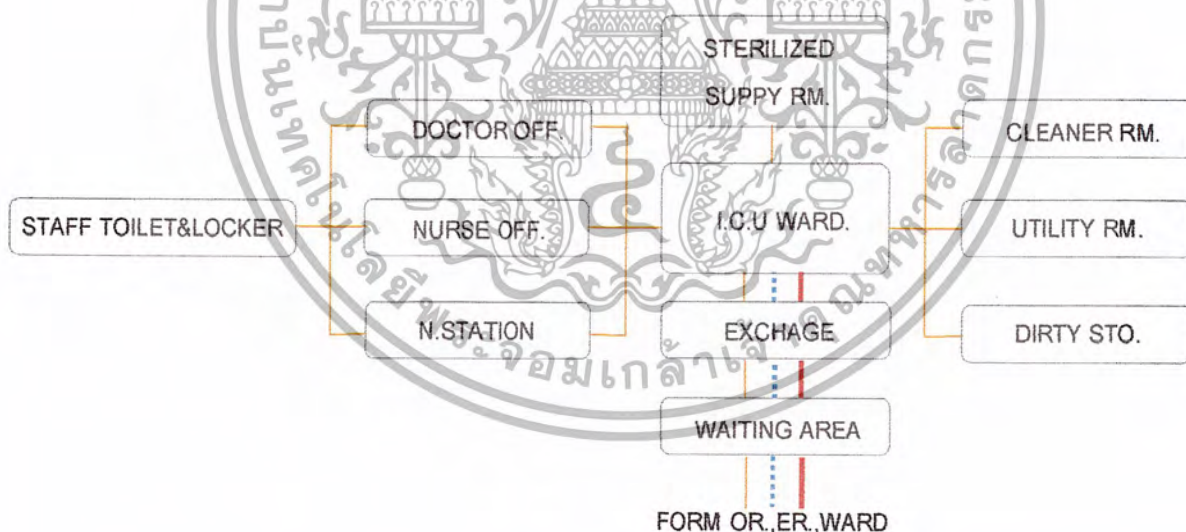 STERILIZED
SUPPY RM.
DOCTOR OFF.
CLEANER RM.
STAFF TOILET&LOCKER
NURSE OFF.
I.C.U WARD.
UTILITY RM.
N.STATION
EXCHAGE
DIRTY STO.
WAITING AREA
FORM OR.,ER.,WARD